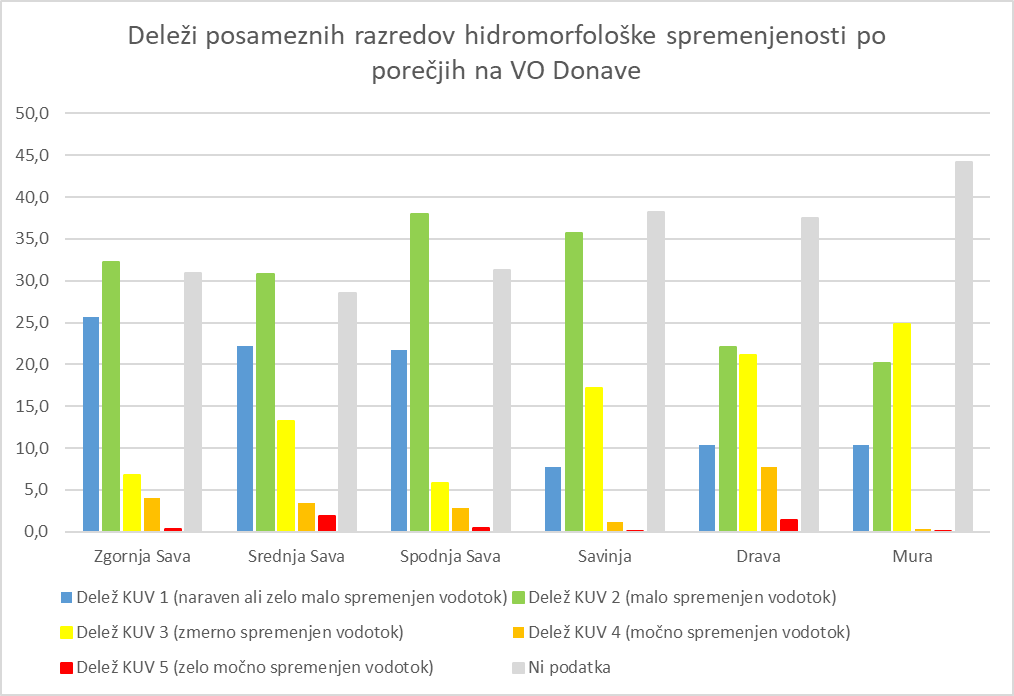 Deleži posameznih razredov hidromorfološke spremenjenosti po
porečjih na VO Donave
50,0
45,0
40,0
35,0
30,0
25,0
20,0
15,0
10,0
5,0
0,0
Zgornja Sava Srednja Sava Spodnja Sava Savinja Drava Mura
Delež KUV 1 (naraven ali zelo malo spremenjen vodotok) Delež KUV 2 (malo spremenjen vodotok)
Delež KUV 3 (zmerno spremenjen vodotok) Delež KUV 4 (močno spremenjen vodotok)
Delež KUV 5 (zelo močno spremenjen vodotok) Ni podatka